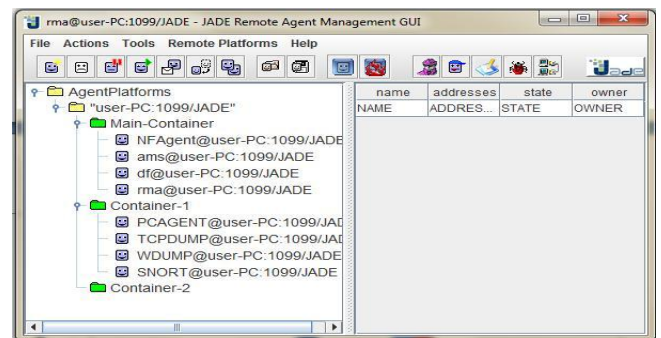 rma@user-PC:1099/JADE - JADE Remote Agent Management GUI
File Actions Tools Remote Platforms Help
Jade
AgentPlatforms
"user-PC:1099/JADE"
Main-Container
NFAgent@user-PC:1099/JADE
ams@user-PC:1099/JADE
df@user-PC:1099/JADE
rma@user-PC:1099/JADE
Container-1
PCAGENT@user-PC:1099/JAD
TCPDUMP@user-PC:1099/JAD
WDUMP@user-PC:1099/JADE
SNORT@user-PC:1099/JADE
Container-2
name addresses state owner
NAME ADDRES... STATE OWNER